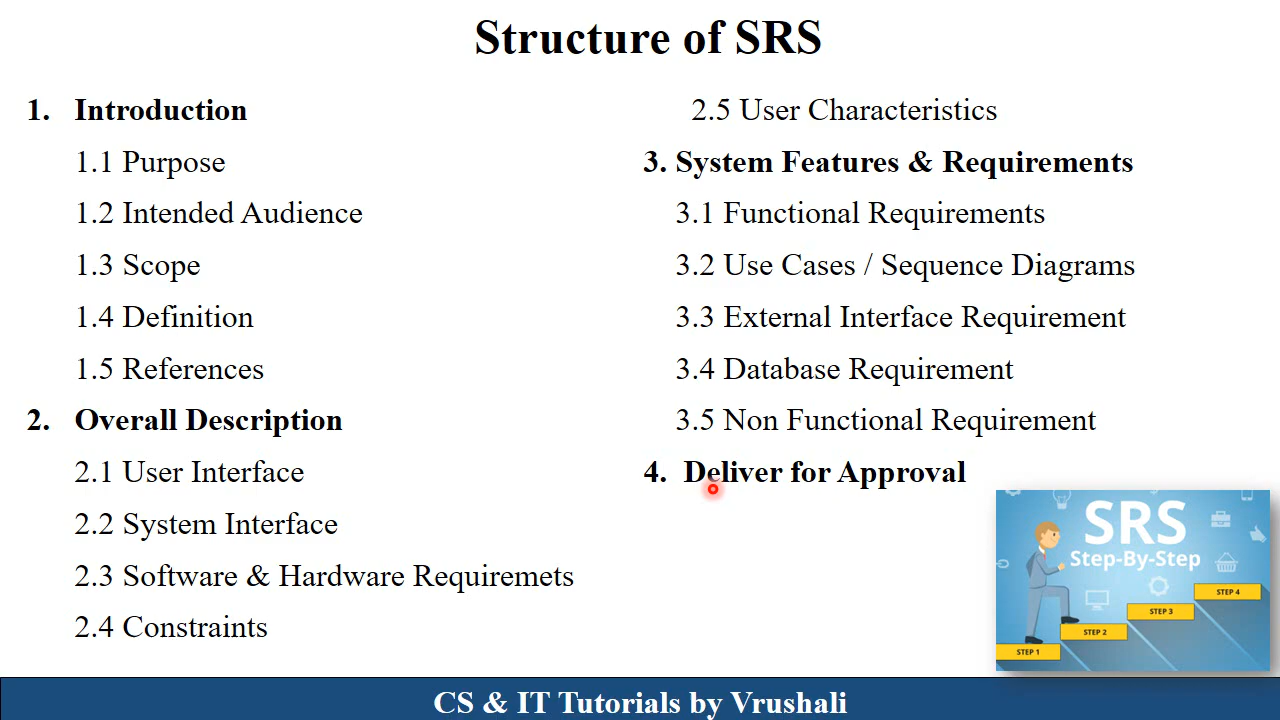 Structure of SRS
1. Introduction
1.1 Purpose
1.2 Intended Audience
1.3 Scope
1.4 Definition
1.5 References
2. Overall Description
2.1 User Interface
2.2 System Interface
2.3 Software & Hardware Requiremets
2.4 Constraints
2.5 User Characteristics
3. System Features & Requirements
3.1 Functional Requirements
3.2 Use Cases / Sequence Diagrams
3.3 External Interface Requirement
3.4 Database Requirement
3.5 Non Functional Requirement
4. Deliver for Approval
SRS
Step-By-Step
STEP 1
STEP 2
STEP 3
STEP 4
CS & IT Tutorials by Vrushali